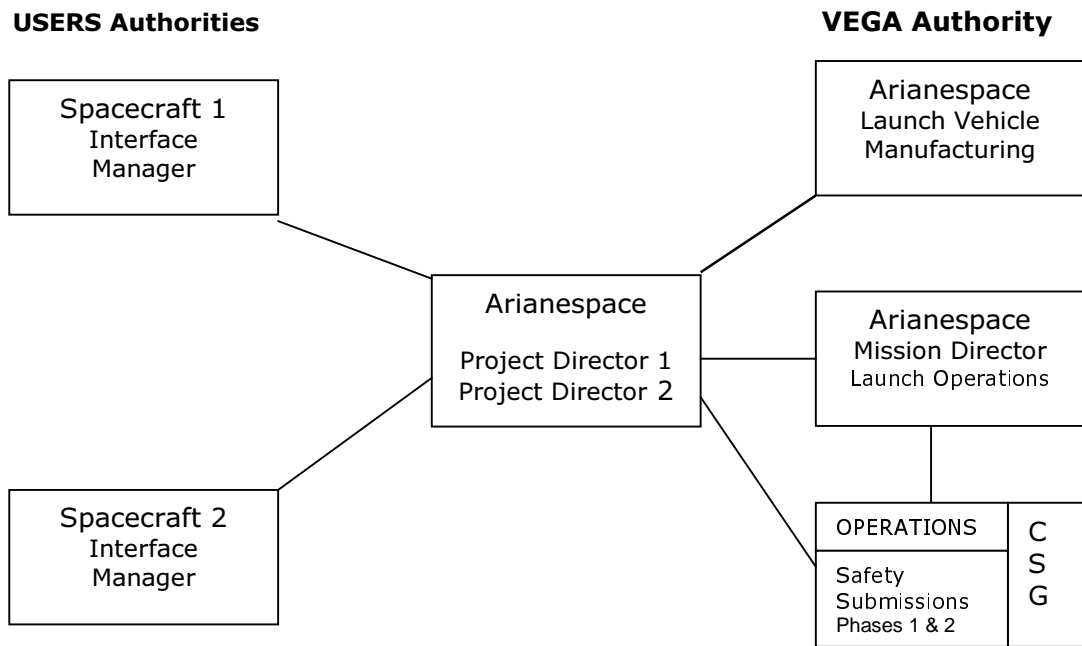 USERS Authorities
VEGA Authority
Spacecraft 1
Interface
Manager
Arianespace
Launch Vehicle
Manufacturing
Arianespace
Project Director 1
Project Director 2
Arianespace
Mission Director
Launch Operations
Spacecraft 2
Interface
Manager
OPERATIONS
Safety
Submissions
Phases 1 & 2
C
S
G